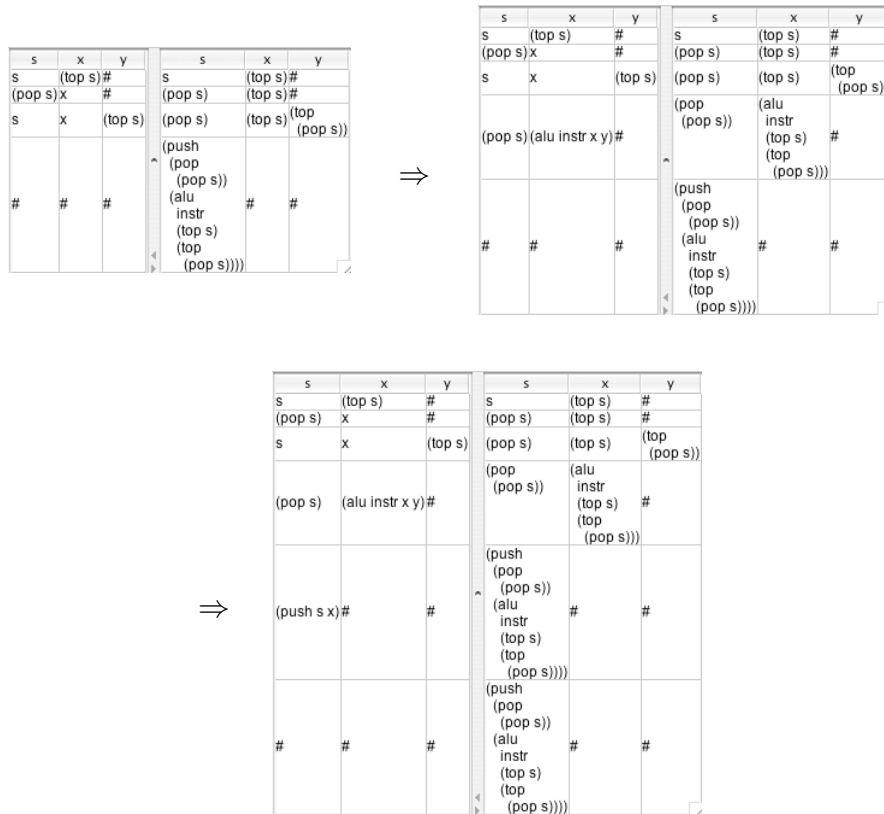 s x y s x y
s (top s) # s (top s) #
(pop s) x # (pop s) (top s) #
s x (top s) (pop s) (top s) (top
(pop s))
# # # (push
(pop
(pop s))
(alu
instr
(top s)
(top
(pop s)))) # #
⇒
s x y s x y
s (top s) # s (top s) #
(pop s) x # (pop s) (top s) #
s x (top s) (pop s) (top s) (top
(pop s))
(pop s) (alu instr x y) # (pop
(pop s)) (alu
instr
(top s)
(top
(pop s))) #
# # # (push
(pop
(pop s))
(alu
instr
(top s)
(top
(pop s)))) # #
⇒
s x y s x y
s (top s) # s (top s) #
(pop s) x # (pop s) (top s) #
s x (top s) (pop s) (top s) (top
(pop s))
(pop s) (alu instr x y) # (pop
(pop s)) (alu
instr
(top s)
(top
(pop s))) #
(push s x) # # (push
(pop
(pop s))
(alu
instr
(top s)
(top
(pop s)))) # #
# # # (push
(pop
(pop s))
(alu
instr
(top s)
(top
(pop s)))) # #